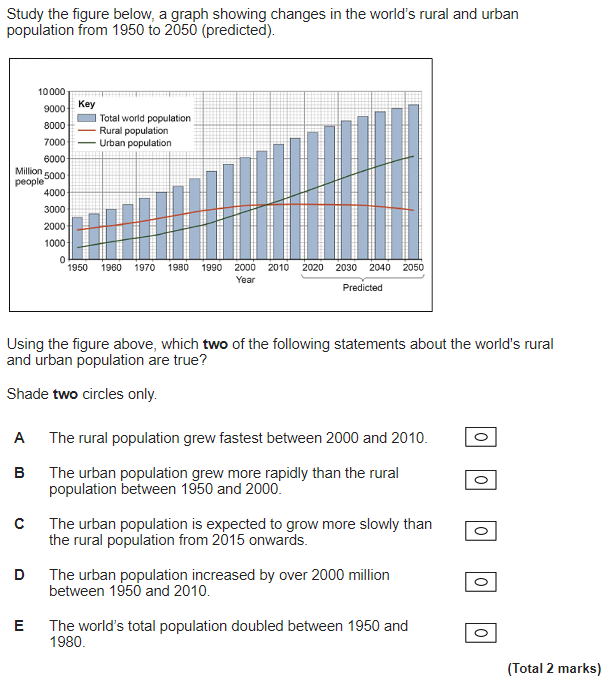 Study the figure below, a graph showing changes in the world's rural and urban
population from 1950 to 2050 (predicted).
10000
9000
8000
7000
6000
5000
4000
3000
2000
1000
0
Million
people
Key
Total world population
Rural population
Urban population
1950 1960 1970 1980 1990 2000 2010 2020 2030 2040 2050
Year
Predicted
Using the figure above, which two of the following statements about the world's rural
and urban population are true?
Shade two circles only.
A The rural population grew fastest between 2000 and 2010.
B The urban population grew more rapidly than the rural
population between 1950 and 2000.
C The urban population is expected to grow more slowly than
the rural population from 2015 onwards.
D The urban population increased by over 2000 million
between 1950 and 2010.
E The world's total population doubled between 1950 and
1980.
(Total 2 marks)